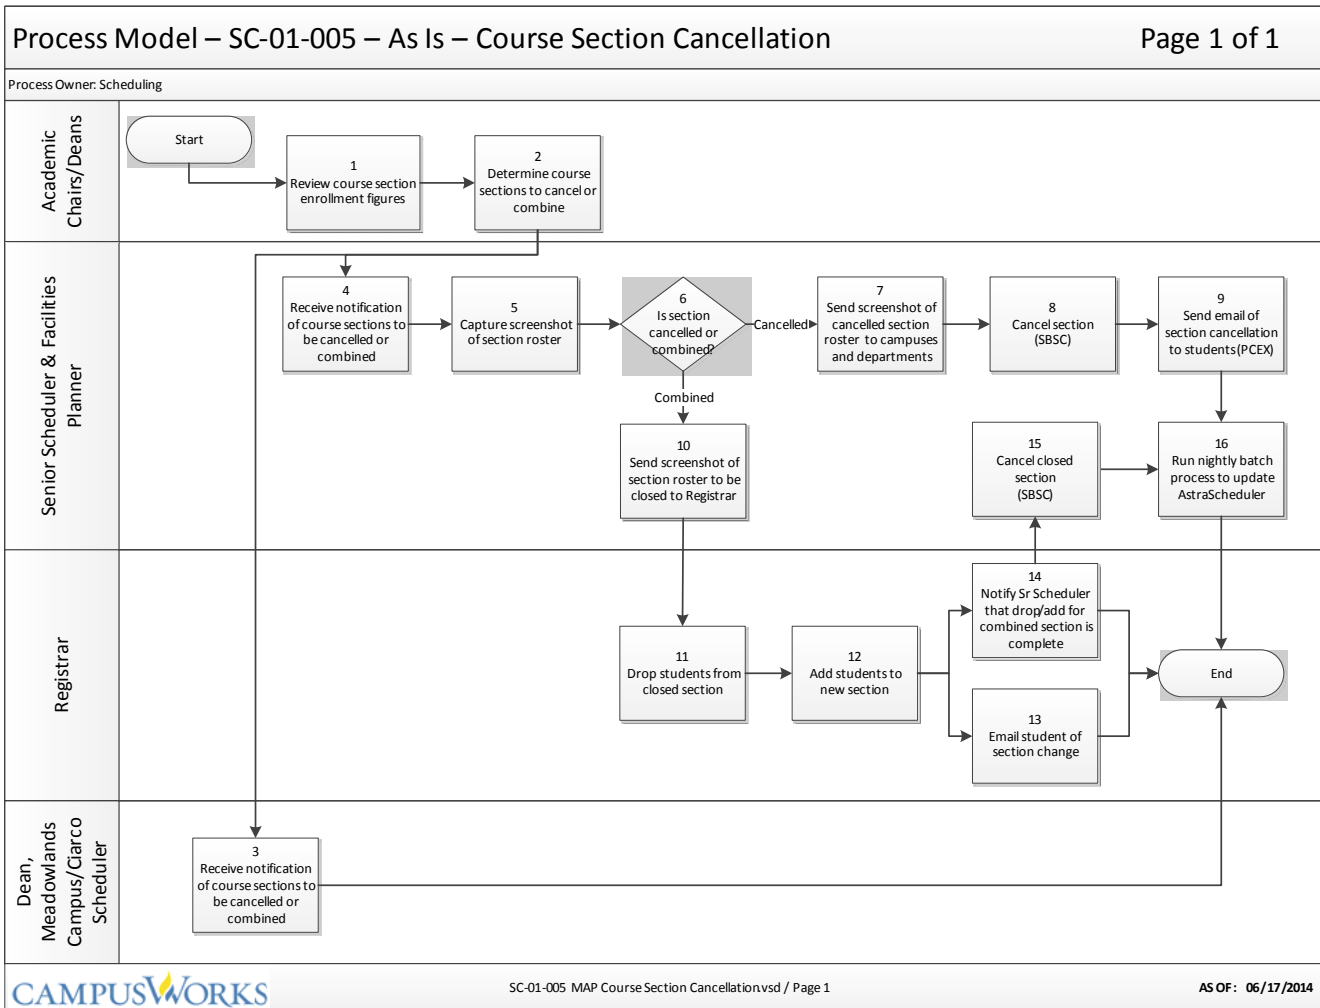 Process Model – SC-01-005 – As Is – Course Section Cancellation
Page 1 of 1
Process Owner: Scheduling
Academic
Chairs/Deans
Start
1
Review course section
enrollment figures
2
Determine course
sections to cancel or
combine
Senior Scheduler & Facilities
Planner
4
Receive notification
of course sections to
be cancelled or
combined
5
Capture screenshot
of section roster
6
Is section
cancelled or
combined?
Cancelled
7
Send screenshot of
cancelled section
roster to campuses
and departments
8
Cancel section
(SBSC)
9
Send email of
section cancellation
to students (PCEX)
Combined
10
Send screenshot of
section roster to be
closed to Registrar
15
Cancel closed
section
(SBSC)
16
Run nightly batch
process to update
AstraScheduler
Registrar
11
Drop students from
closed section
12
Add students to
new section
14
Notify Sr Scheduler
that drop/add for
combined section is
complete
13
Email student of
section change
End
Dean,
Meadowlands
Campus/Ciarco
Scheduler
3
Receive notification
of course sections to
be cancelled or
combined
CAMPUSWORKS
SC-01-005 MAP Course Section Cancellation.vsd / Page 1
AS OF: 06/17/2014